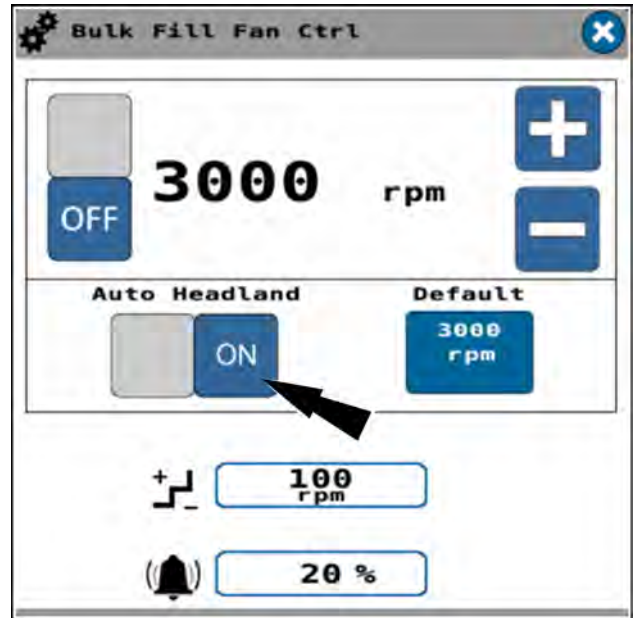 Bulk Fill Fan Ctrl
3000 rpm
OFF
Auto Headland
ON
Default
3000
rpm
100
rpm
20 %